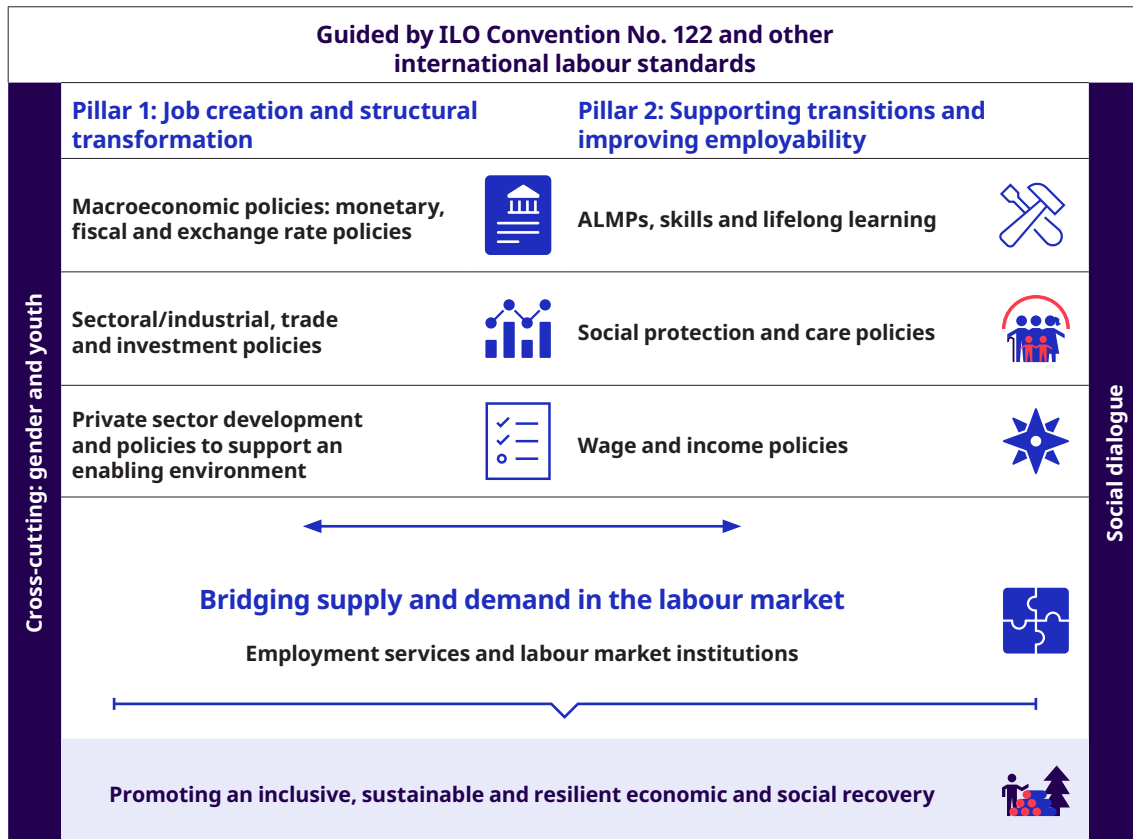 Guided by ILO Convention No. 122 and other
international labour standards
Cross-cutting: gender and youth
Pillar 1: Job creation and structural
transformation
Pillar 2: Supporting transitions and
improving employability
Macroeconomic policies: monetary,
fiscal and exchange rate policies
ALMPs, skills and lifelong learning
Sectoral/industrial, trade
and investment policies
Social protection and care policies
Private sector development
and policies to support an
enabling environment
Wage and income policies
Social dialogue
Bridging supply and demand in the labour market
Employment services and labour market institutions
Promoting an inclusive, sustainable and resilient economic and social recovery